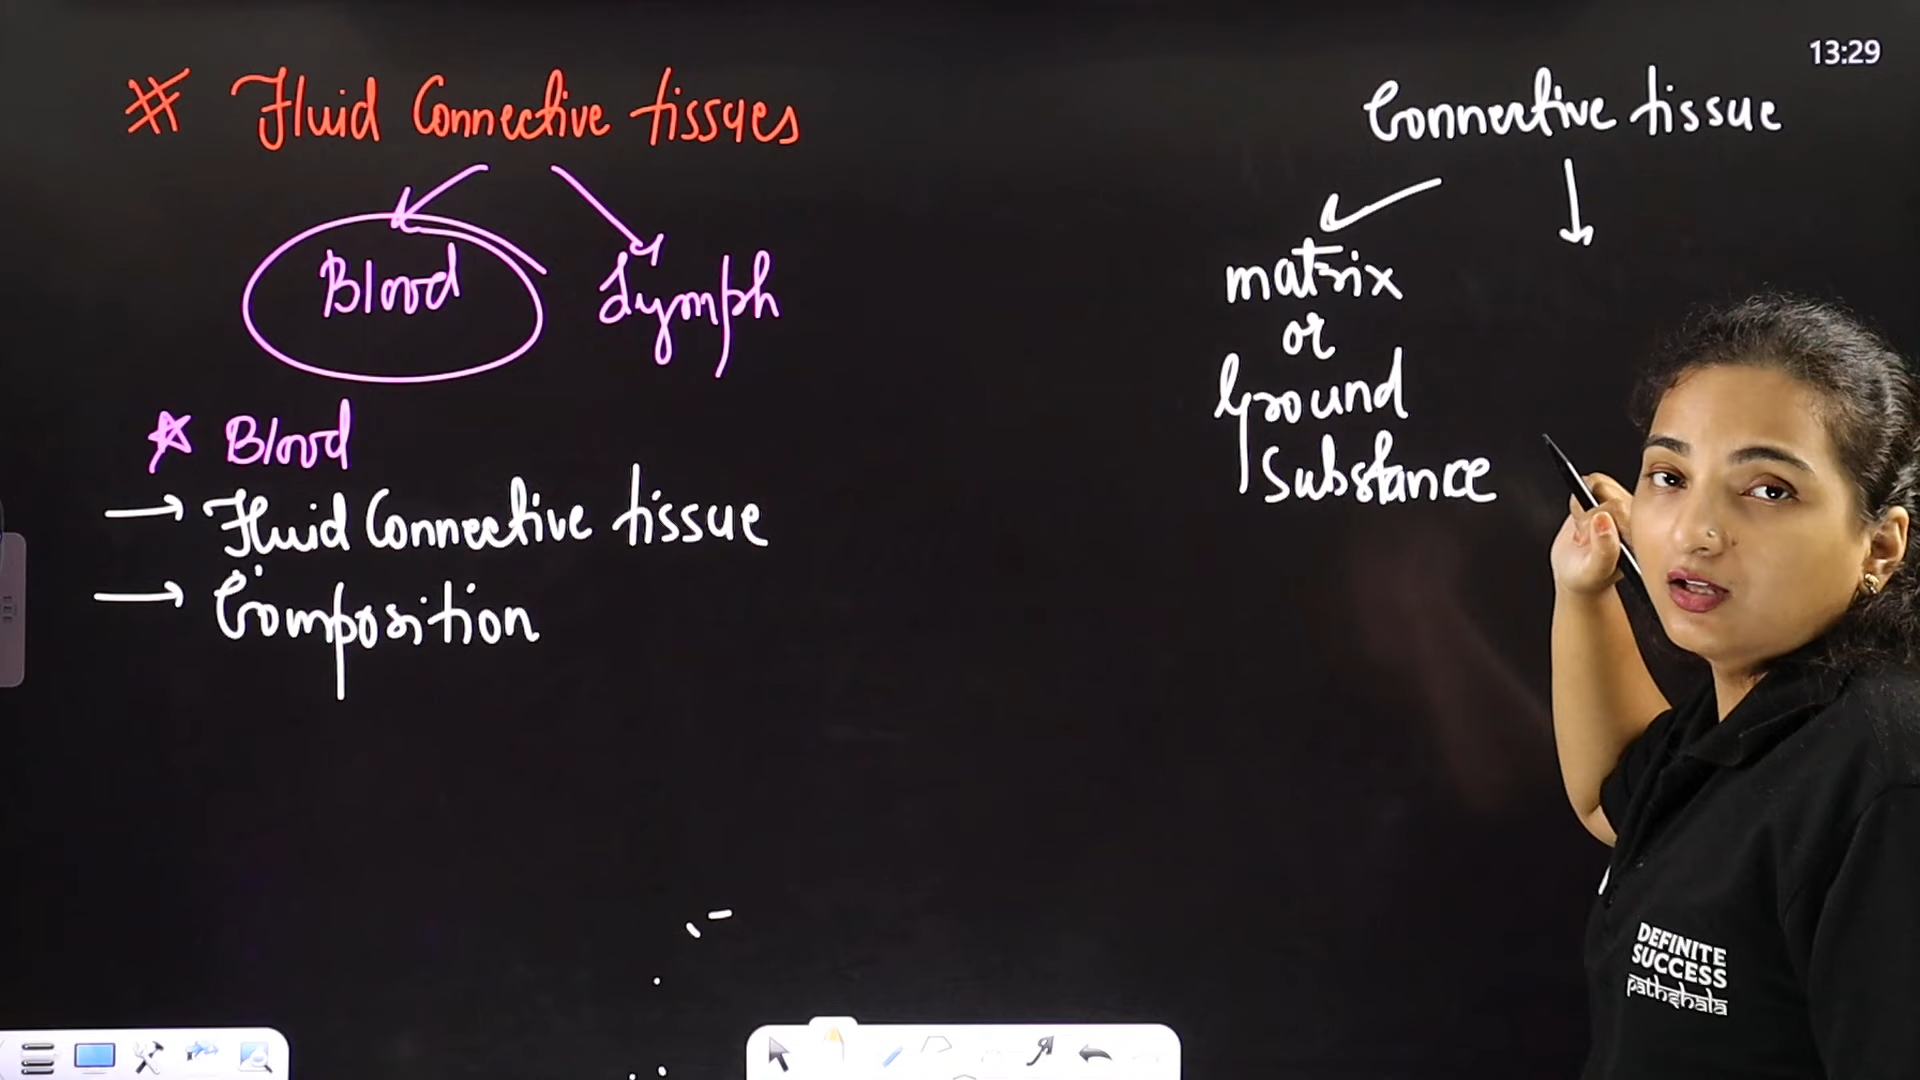 13:29
# Fluid Connective tissues
Blood Lymph
☆ Blood
→ Fluid Connective tissue
→ Composition
Connective tissue
matrix
or
Ground
Substance
DEFINITE
SUCCESS
pathshala